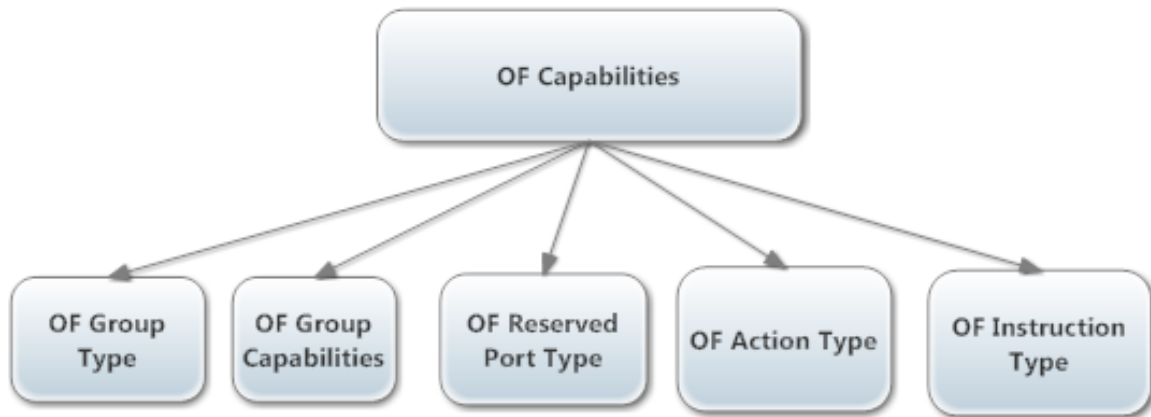 OF Capabilities
OF Group
Type
OF Group
Capabilities
OF Reserved
Port Type
OF Action Type
OF Instruction
Type